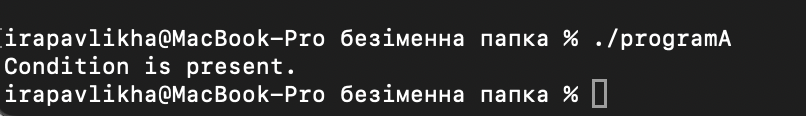 irapavlikha@MacBook-Pro безіменна папка % ./programA
Condition is present.
irapavlikha@MacBook-Pro безіменна папка %